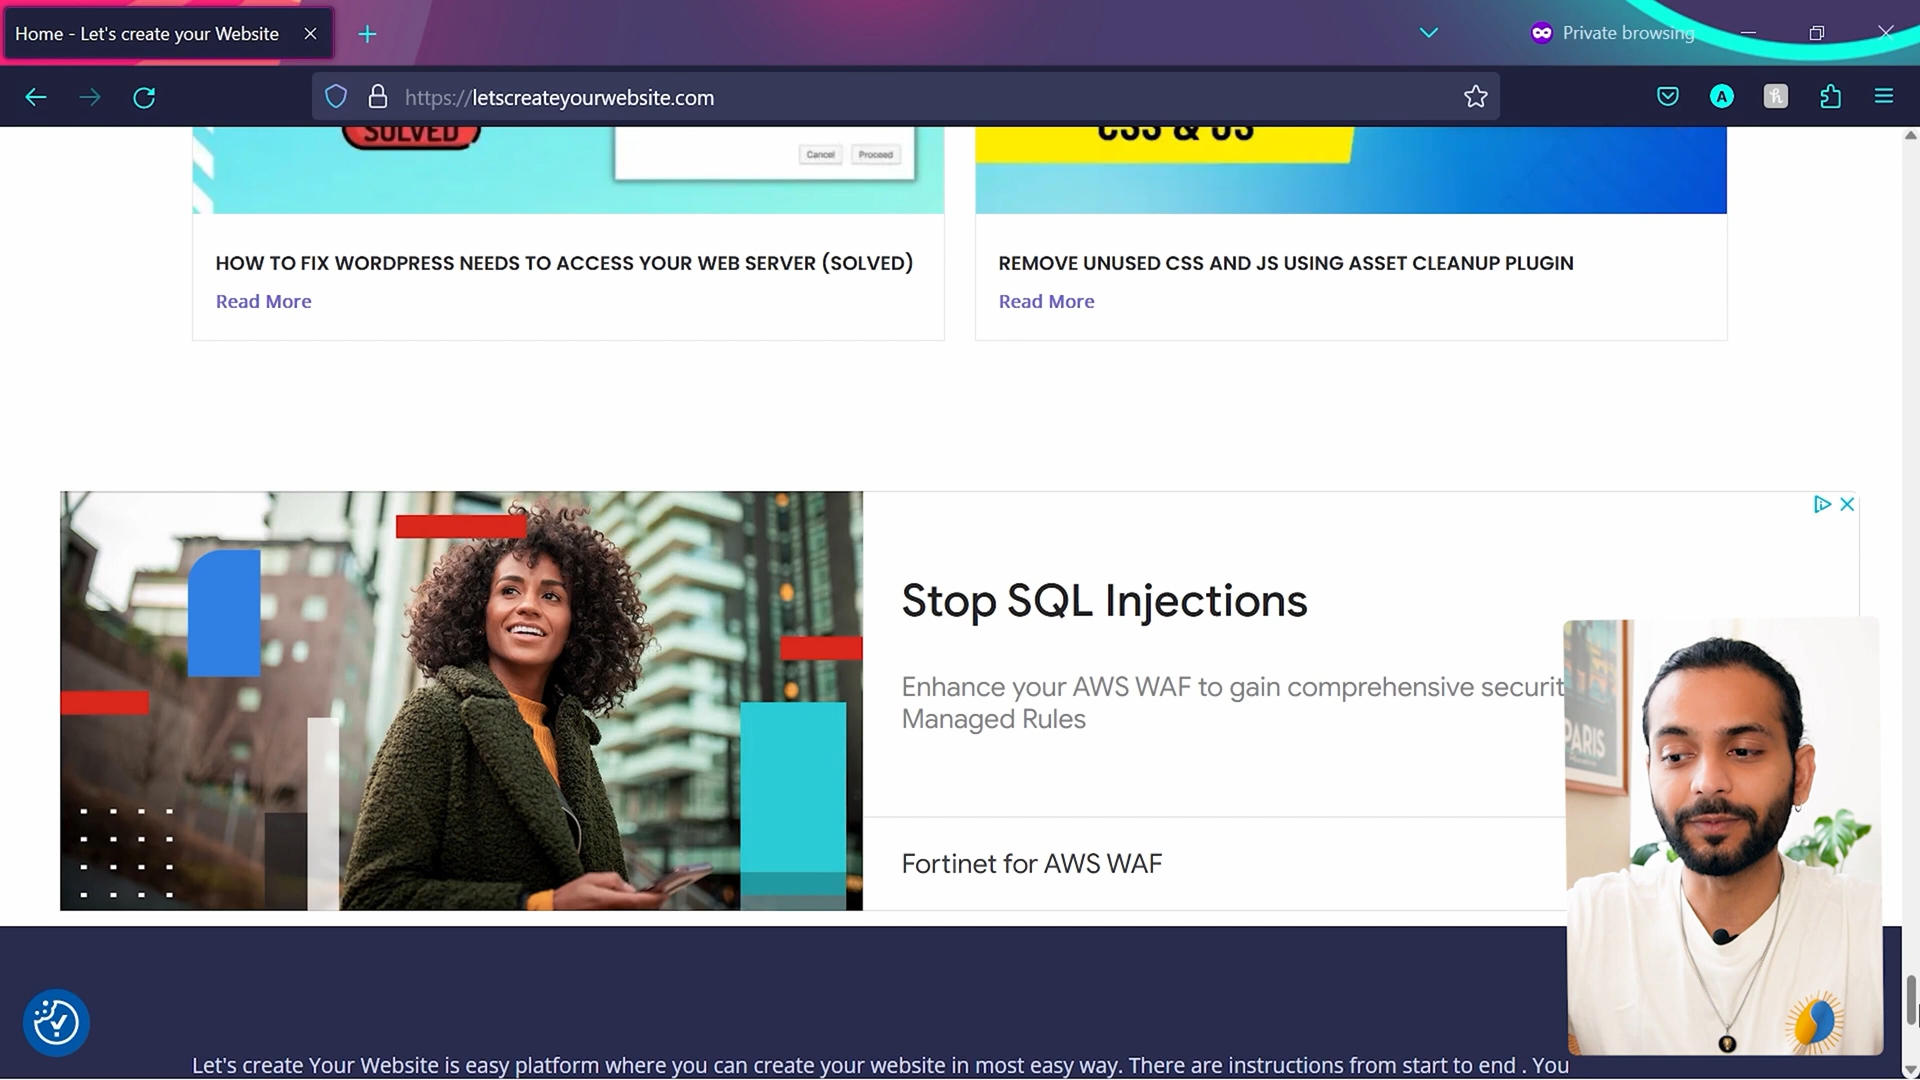 Home - Let's create your Website
Private browsing
https://letscreateyourwebsite.com
A
h
SOLVED
Cancel
Proceed
CSS & US
HOW TO FIX WORDPRESS NEEDS TO ACCESS YOUR WEB SERVER (SOLVED)
Read More
REMOVE UNUSED CSS AND JS USING ASSET CLEANUP PLUGIN
Read More
Stop SQL Injections
Enhance your AWS WAF to gain comprehensive securit
Managed Rules
Fortinet for AWS WAF
PARIS
Let's create Your Website is easy platform where you can create your website in most easy way. There are instructions from start to end . You